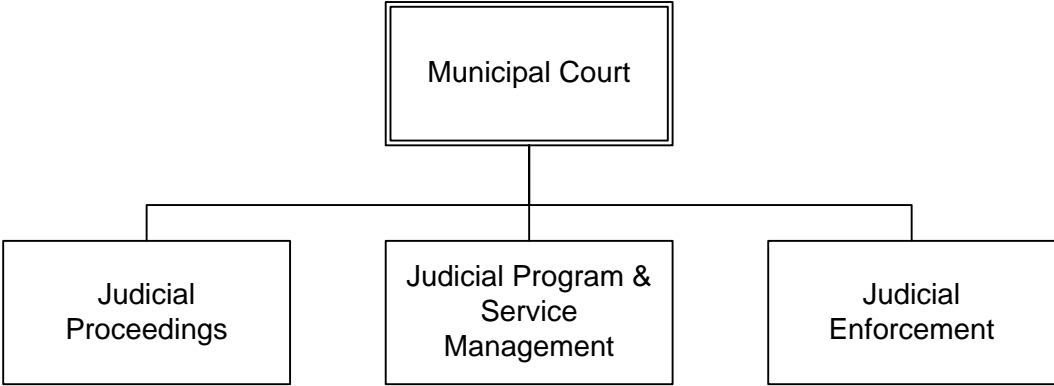 Municipal Court
Judicial
Proceedings
Judicial Program &
Service
Management
Judicial
Enforcement